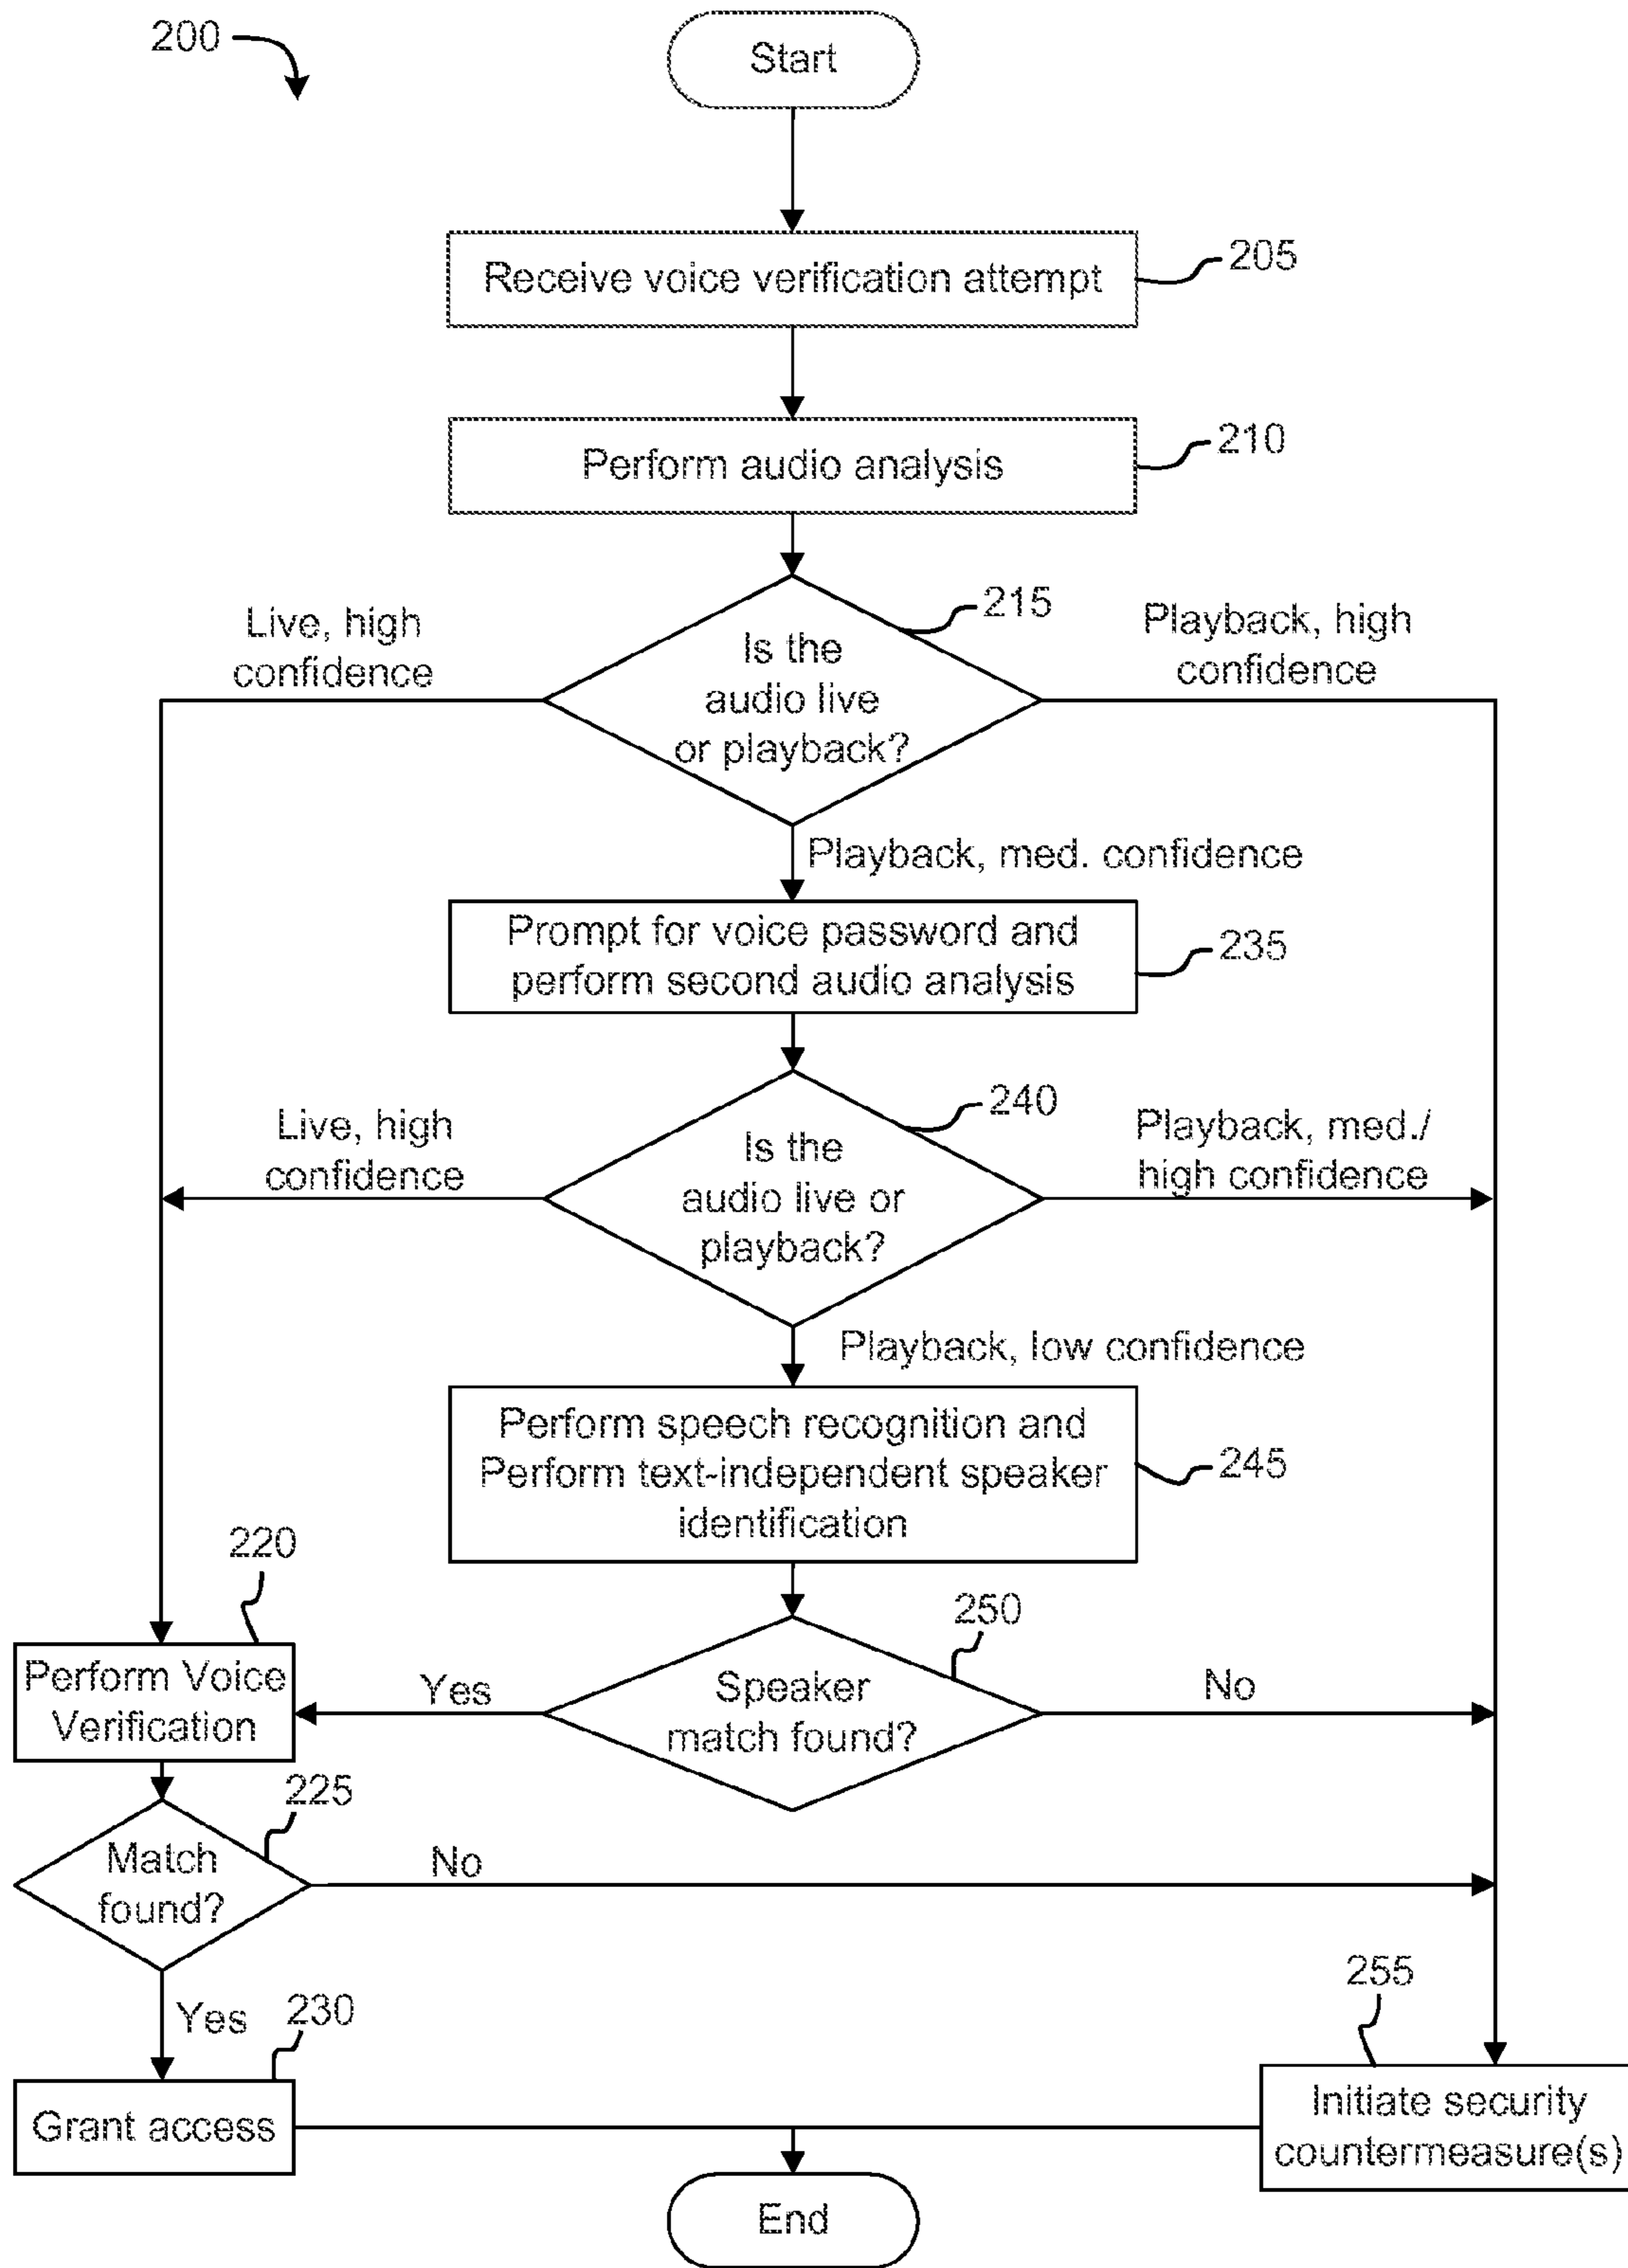 200
Start
Receive voice verification attempt
205
Perform audio analysis
210
Live, high
confidence
Is the
audio live
or playback?
215
Playback, high
confidence
Playback, med. confidence
Prompt for voice password and
perform second audio analysis
235
Live, high
confidence
Is the
audio live or
playback?
240
Playback, med./
high confidence
Playback, low confidence
Perform speech recognition and
Perform text-independent speaker
identification
245
220
Perform Voice
Verification
Yes
Speaker
match found?
250
No
225
Match
found?
No
Yes
230
Grant access
255
Initiate security
countermeasure(s)
End